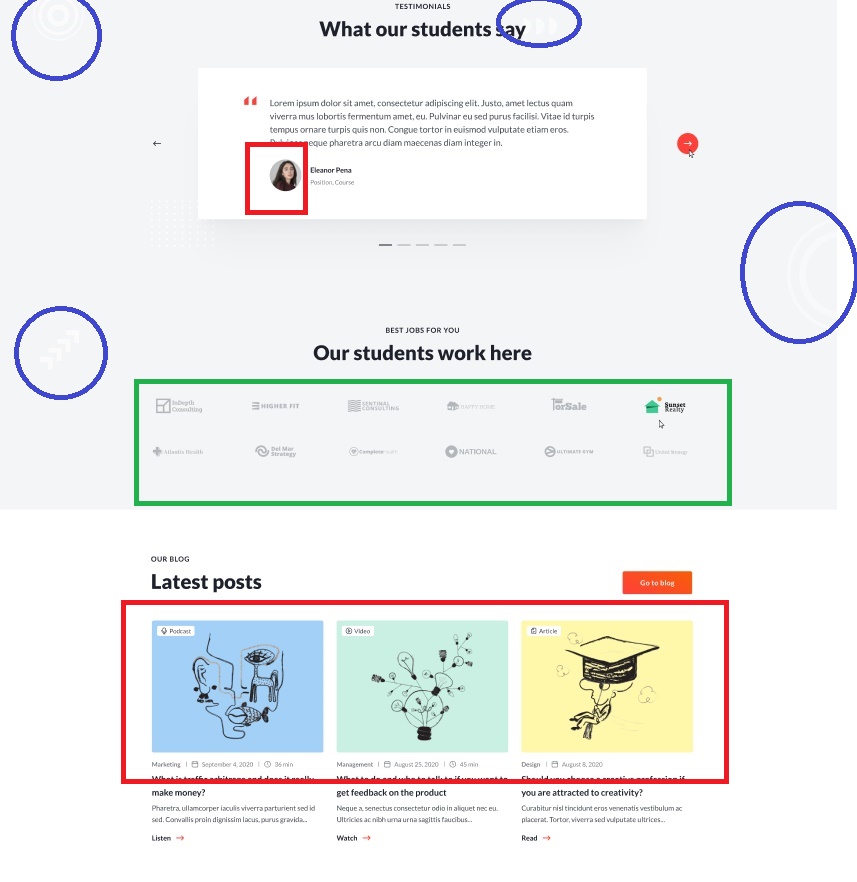 TESTIMONIALS
What our students say
“ Lorem ipsum dolor sit amet, consectetur adipiscing elit. Justo, amet lectus quam
viverra mus lobortis fermentum amet, eu. Pulvinar eu sed purus facilisi. Vitae id turpis
tempus ornare turpis quis non. Congue tortor in euismod vulputate etiam eros.
neque pharetra arcu diam maecenas diam integer in.
← →
Eleanor Pena
Position, Course
BEST JOBS FOR YOU
Our students work here
InDepth Consulting HIGHER FIT SENTINAL CONSULTING HAPPY HOME ForSale Sunset Realty
Atlantis Health Del Mar Strategy Complete NATIONAL ULTIMATE GYM United Strategy
OUR BLOG
Latest posts
Go to blog
Podcast Video Article
Marketing | September 4, 2020 | 36 min Management | August 25, 2020 | 45 min Design | August 8, 2020
What is traffic arbitrage and does it really What to do and who to talk to if you want to Should you choose a creative profession if
make money? get feedback on the product you are attracted to creativity?
Pharetra, ullamcorper iaculis viverra parturient sed id Neque a, senectus consectetur odio in aliquet nec eu. Curabitur nisl tincidunt eros venenatis vestibulum ac
sed. Convallis proin dignissim lacus, purus gravida... Ultricies ac nibh urna urna sagittis faucibus... placerat. Tortor, viverra sed vulputate ultrices...
Listen → Watch → Read →